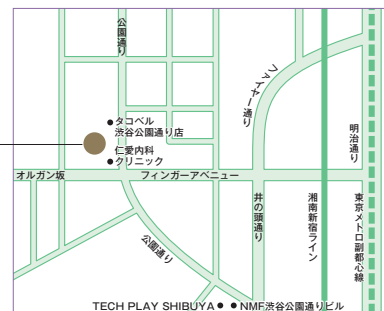 公園通り
ファイヤー通り
タコベル
渋谷公園通り店
仁愛内科
クリニック
明治通り
オルガン坂
フィンガーアベニュー
井の頭通り
湘南新宿ライン
東京メトロ副都心線
公園通り
TECH PLAY SHIBUYA
NMF渋谷公園通りビル